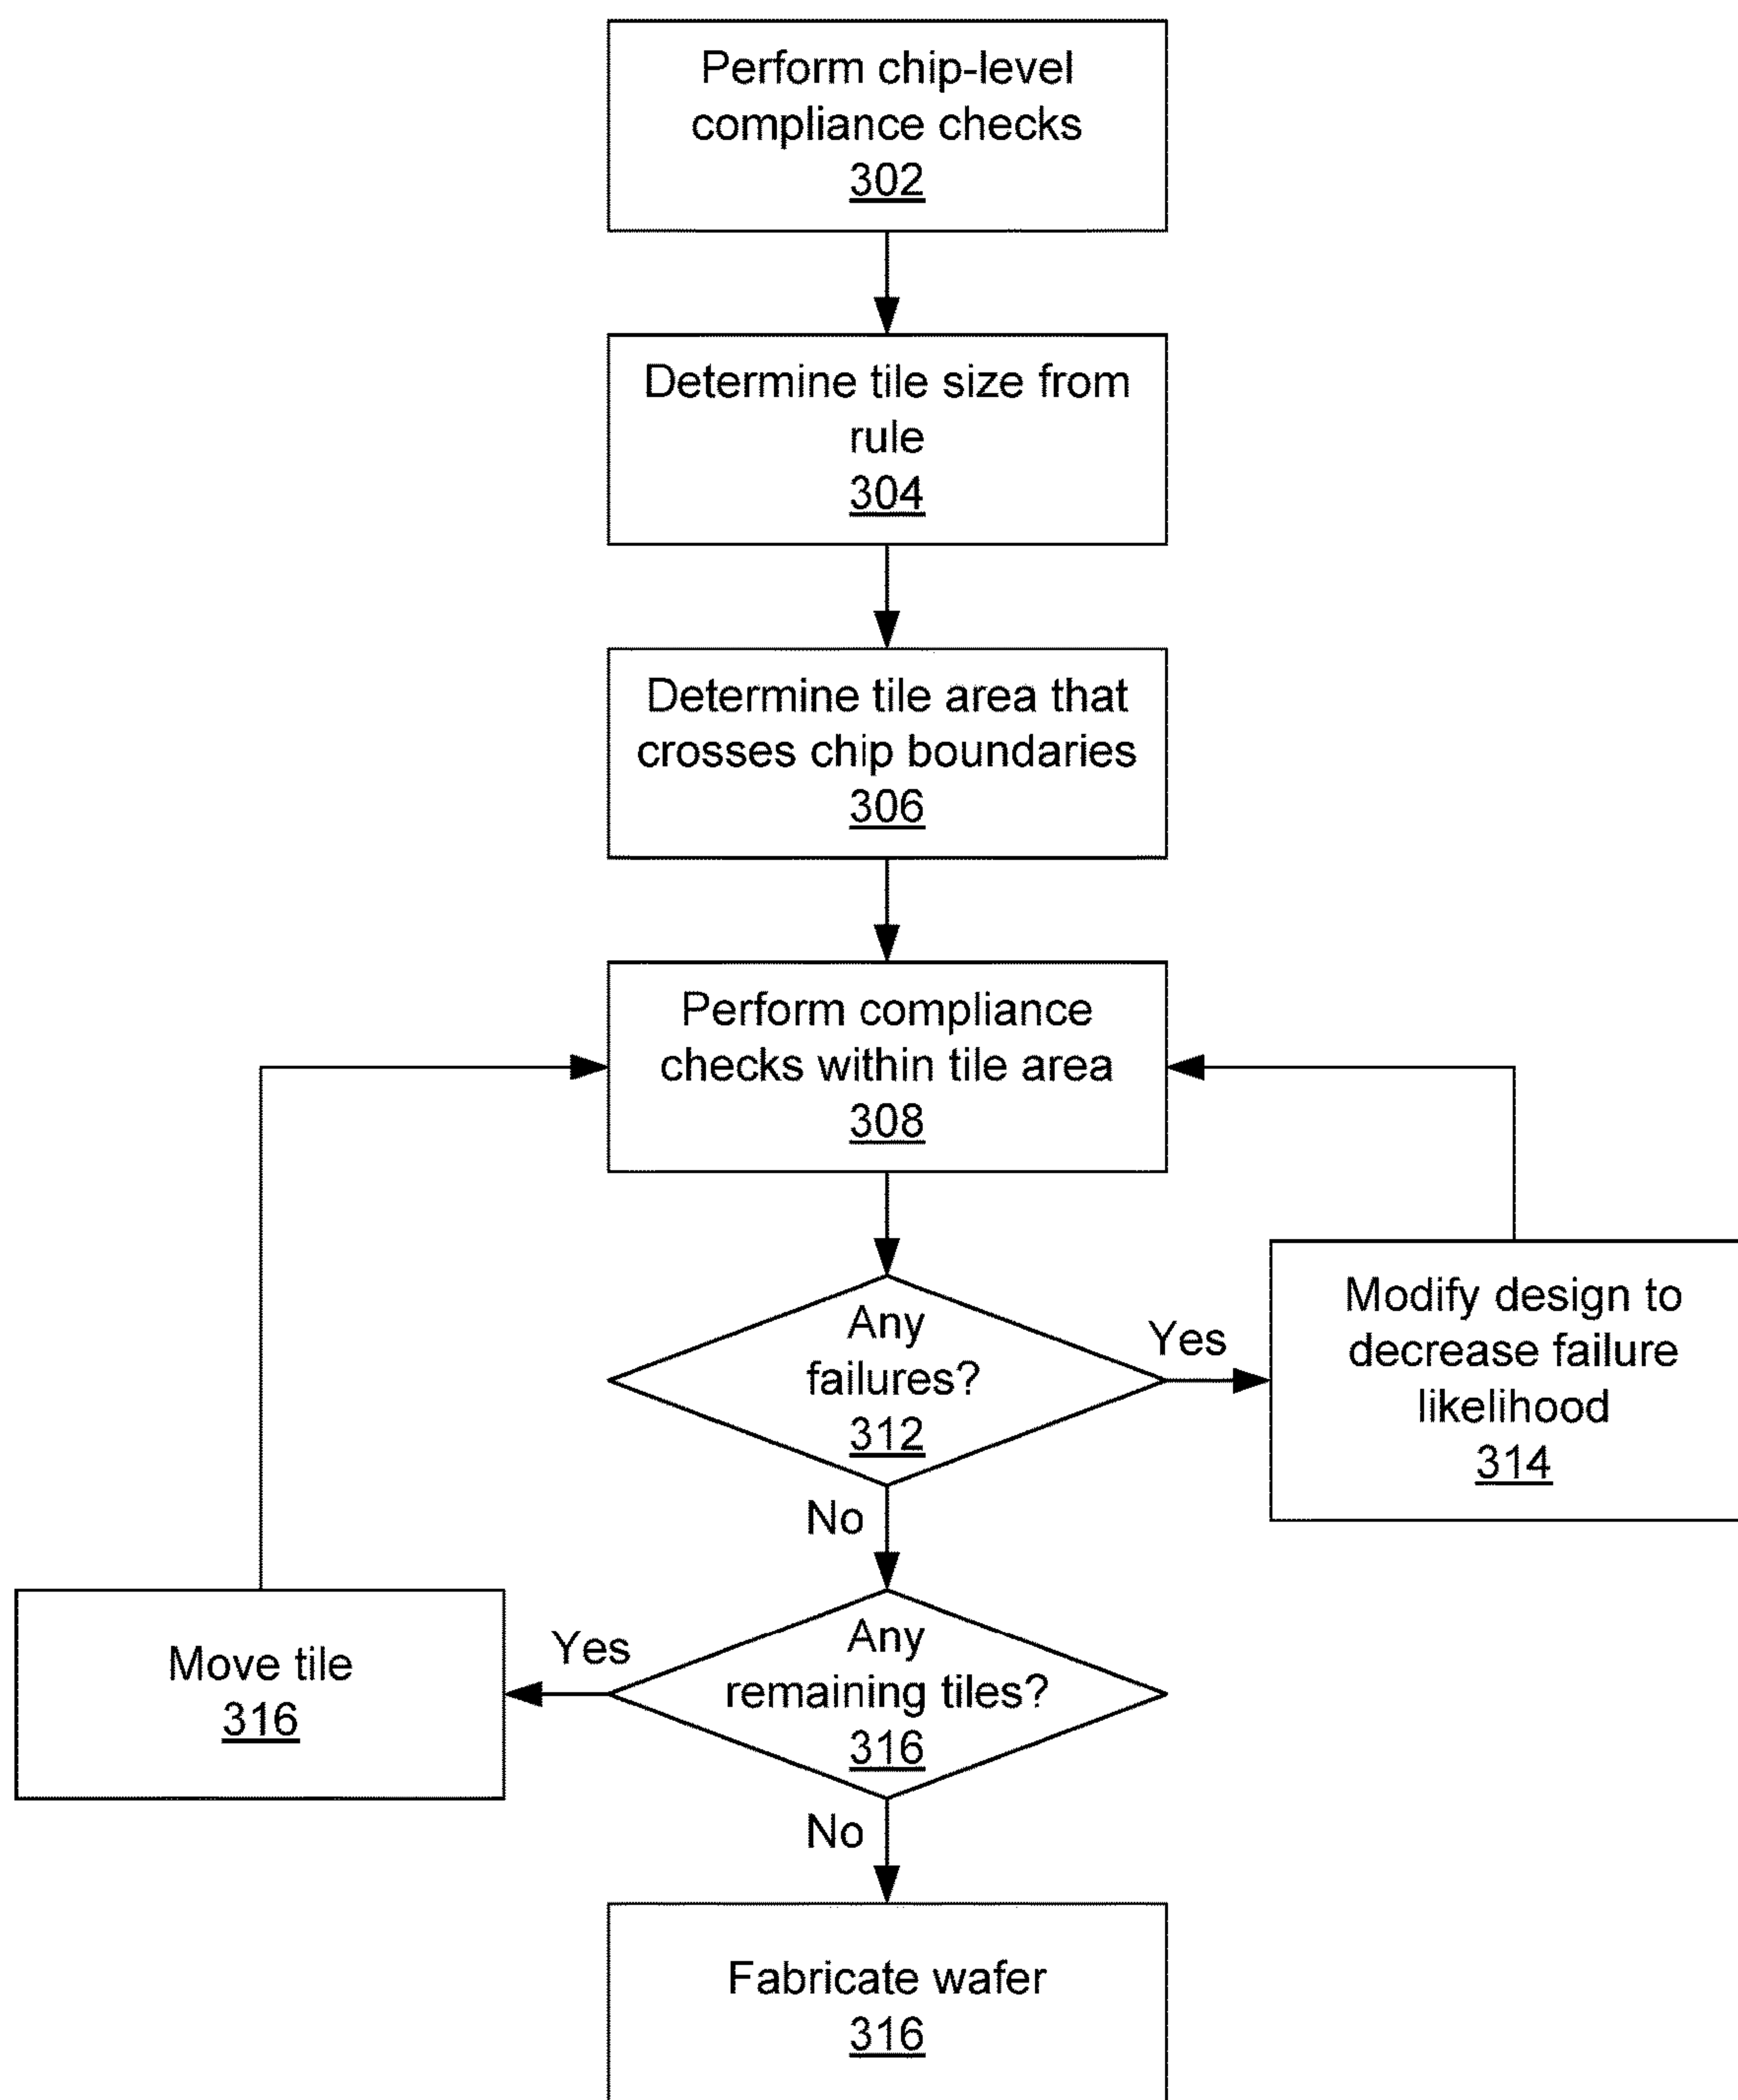 Perform chip-level
compliance checks
302
Determine tile size from
rule
304
Determine tile area that
crosses chip boundaries
306
Perform compliance
checks within tile area
308
Any
failures?
312
Yes
Modify design to
decrease failure
likelihood
314
No
Any
remaining tiles?
316
Yes
Move tile
316
No
Fabricate wafer
316